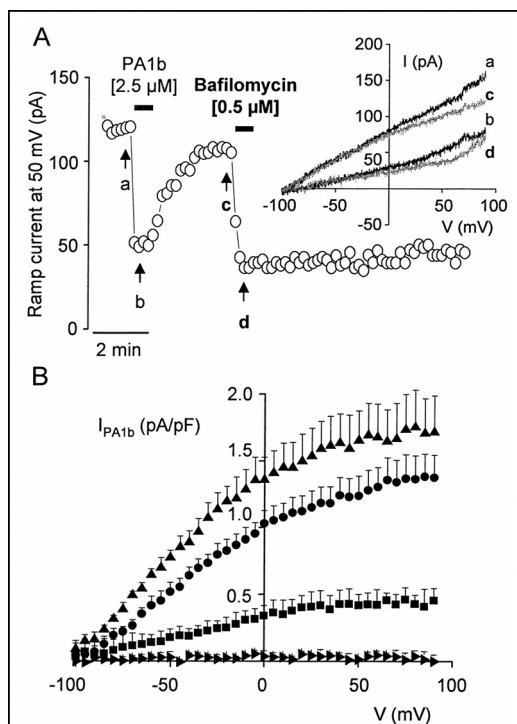 A
PA1b
[2.5 µM]
Bafilomycin
[0.5 µM]
Ramp current at 50 mV (pA)
150
100
50
0
a
b
c
d
2 min
200
I (pA)
150
100
50
-50
-100
-50
50
100
V (mV)
a
c
b
d
B
I PA1b (pA/pF)
2.0
1.5
1.0
0.5
0
-100
-50
0
50
100
V (mV)